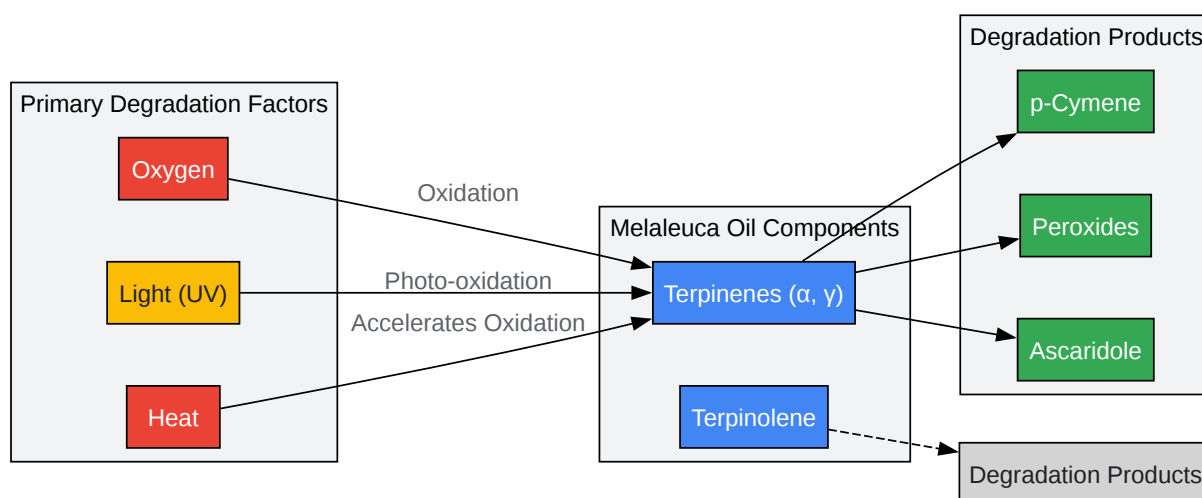 Primary Degradation Factors
Oxygen
Light (UV)
Heat
Oxidation
Photo-oxidation
Accelerates Oxidation
Melaleuca Oil Components
Terpinenes (α, γ)
Terpinolene
Degradation Products
p-Cymene
Peroxides
Ascaridole
Degradation Products